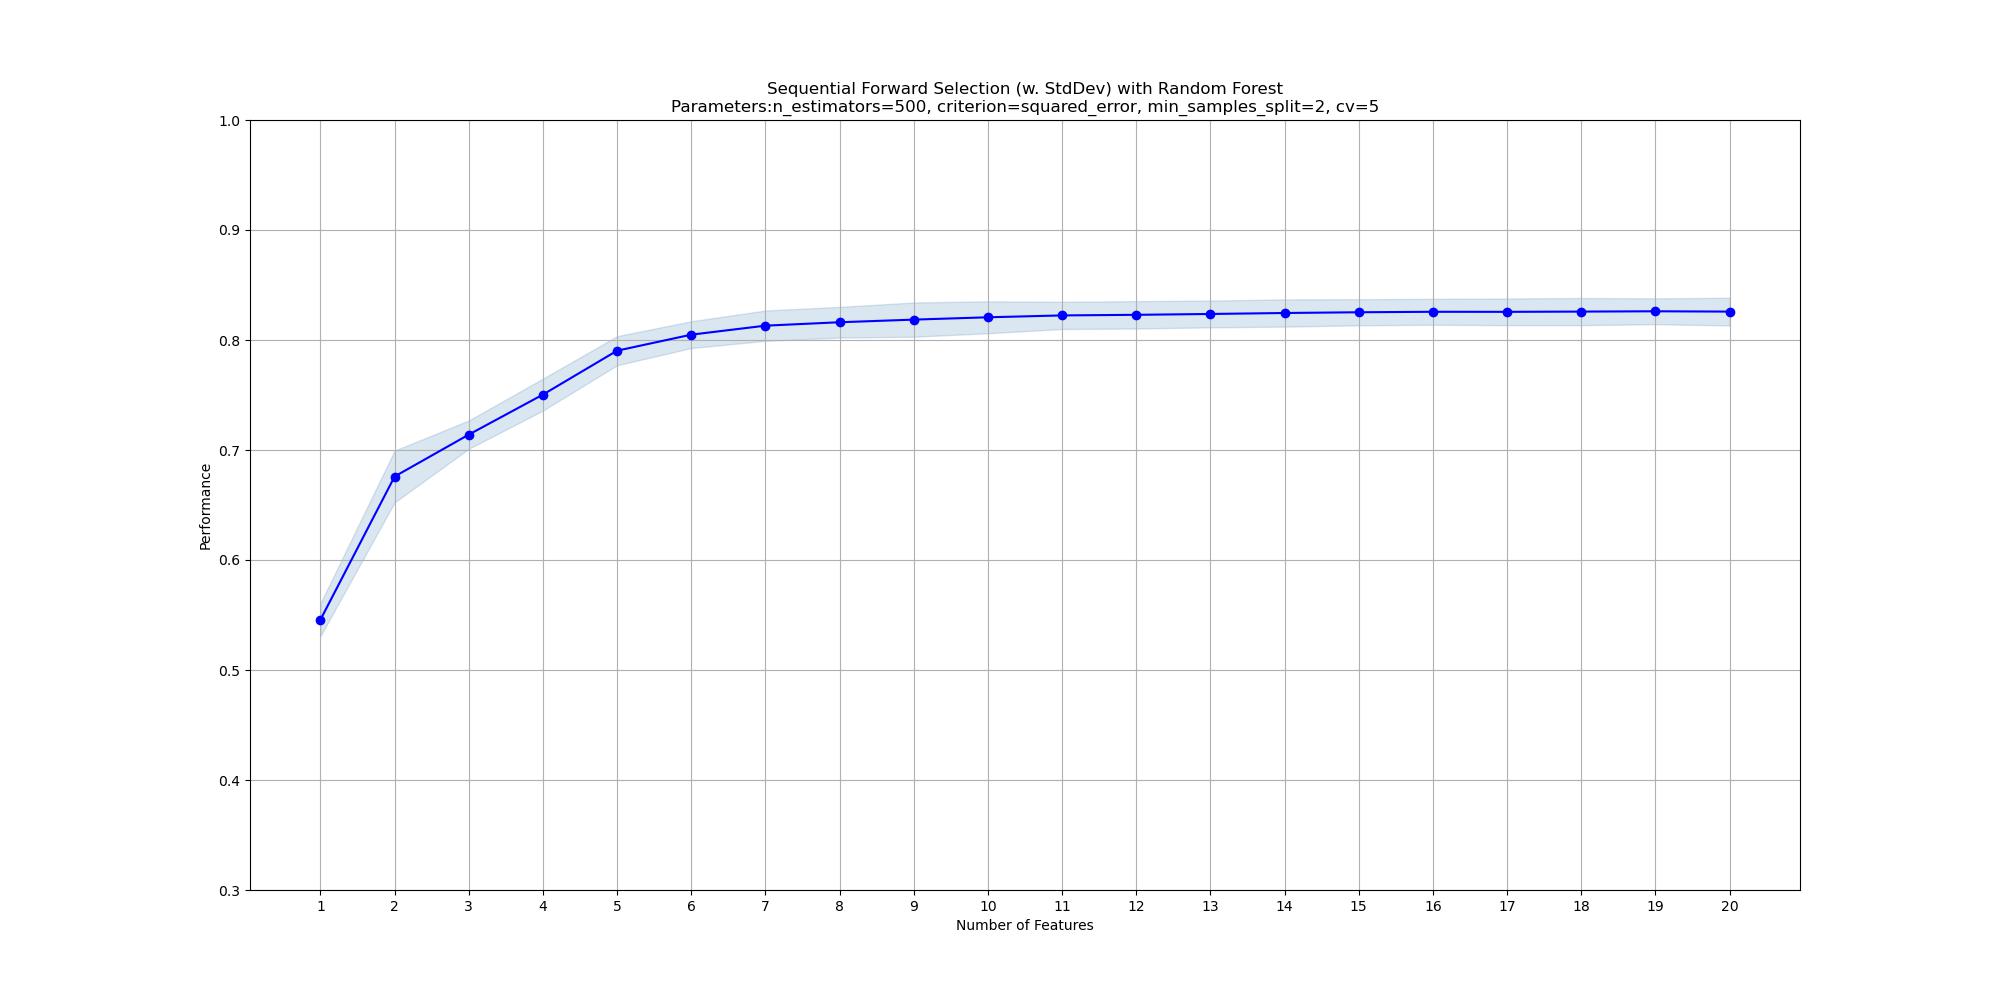 Sequential Forward Selection (w. StdDev) with Random Forest
Parameters:n_estimators=500, criterion=squared_error, min_samples_split=2, cv=5
1.0
0.9
0.8
0.7
0.6
0.5
0.4
0.3
Performance
1 2 3 4 5 6 7 8 9 10 11 12 13 14 15 16 17 18 19 20
Number of Features